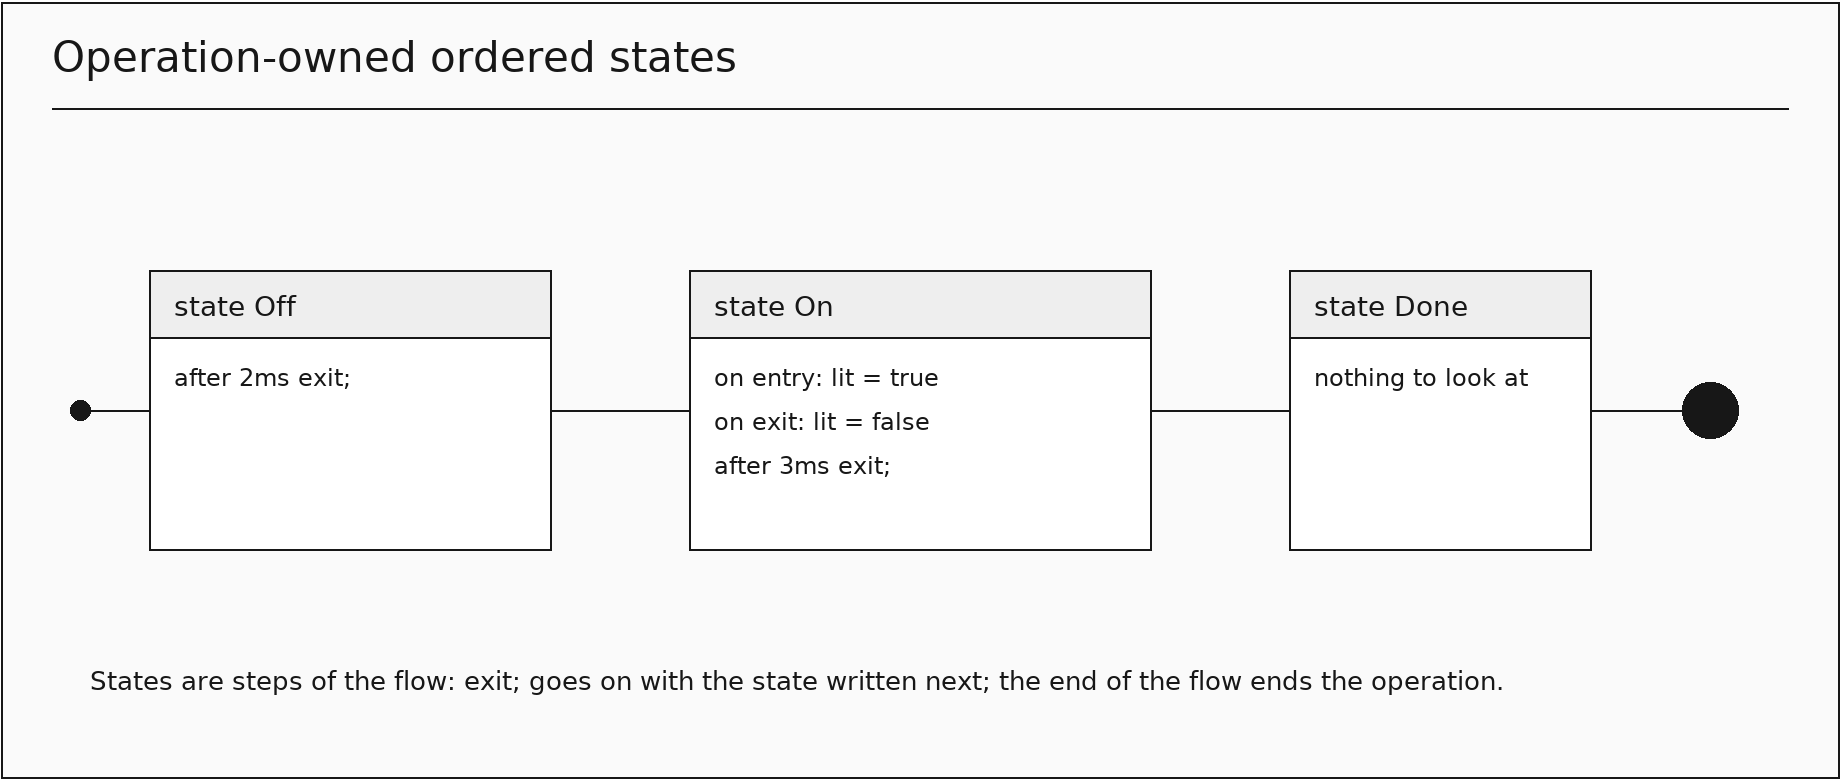 Operation-owned ordered states
state Off
after 2ms exit;
state On
on entry: lit = true
on exit: lit = false
after 3ms exit;
state Done
nothing to look at
States are steps of the flow: exit; goes on with the state written next; the end of the flow ends the operation.